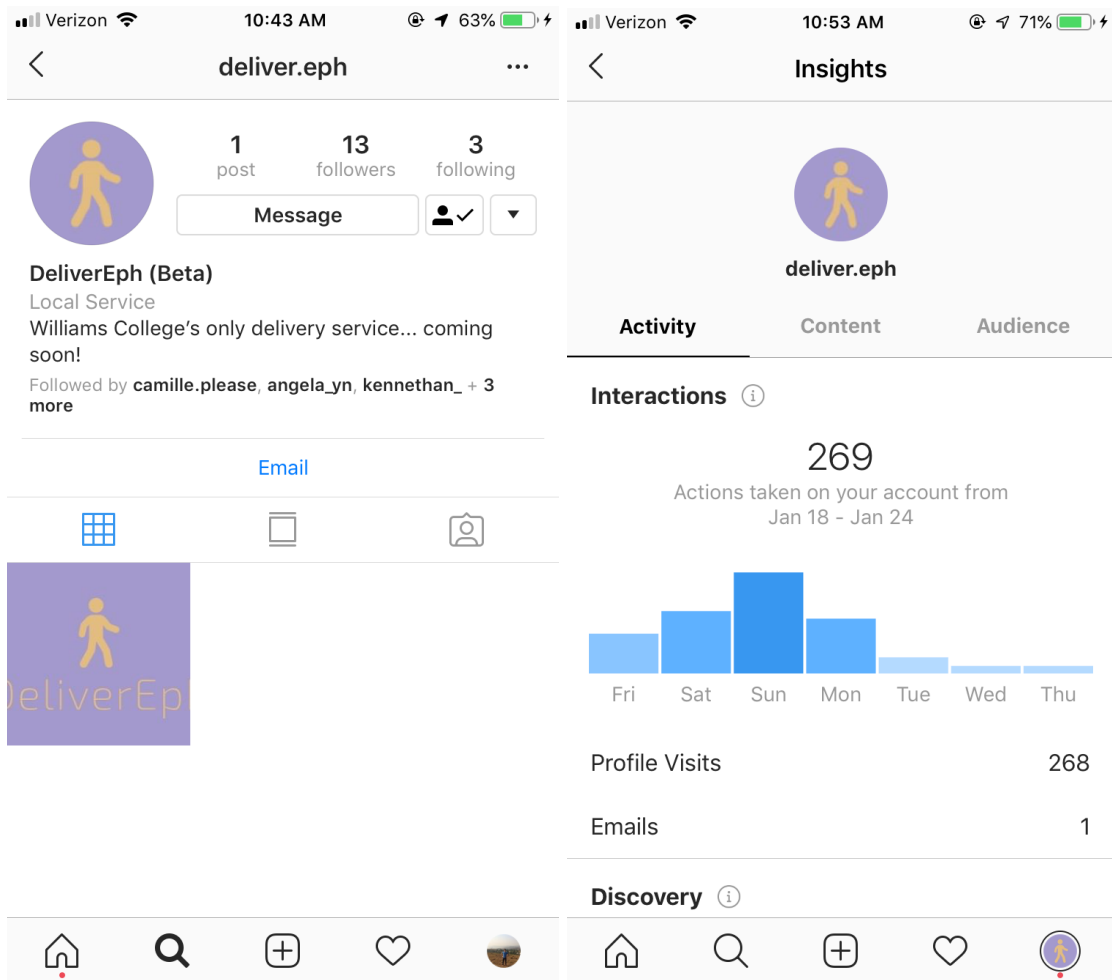 Verizon 10:43 AM 63%
deliver.eph
1 13 3
post followers following
Message
DeliverEph (Beta)
Local Service
Williams College's only delivery service... coming
soon!
Followed by camille.please, angela_yn, kennethan_ + 3
more
Email
DeliverEp
Verizon 10:53 AM 71%
Insights
deliver.eph
Activity Content Audience
Interactions
269
Actions taken on your account from
Jan 18 - Jan 24
Fri Sat Sun Mon Tue Wed Thu
Profile Visits 268
Emails 1
Discovery